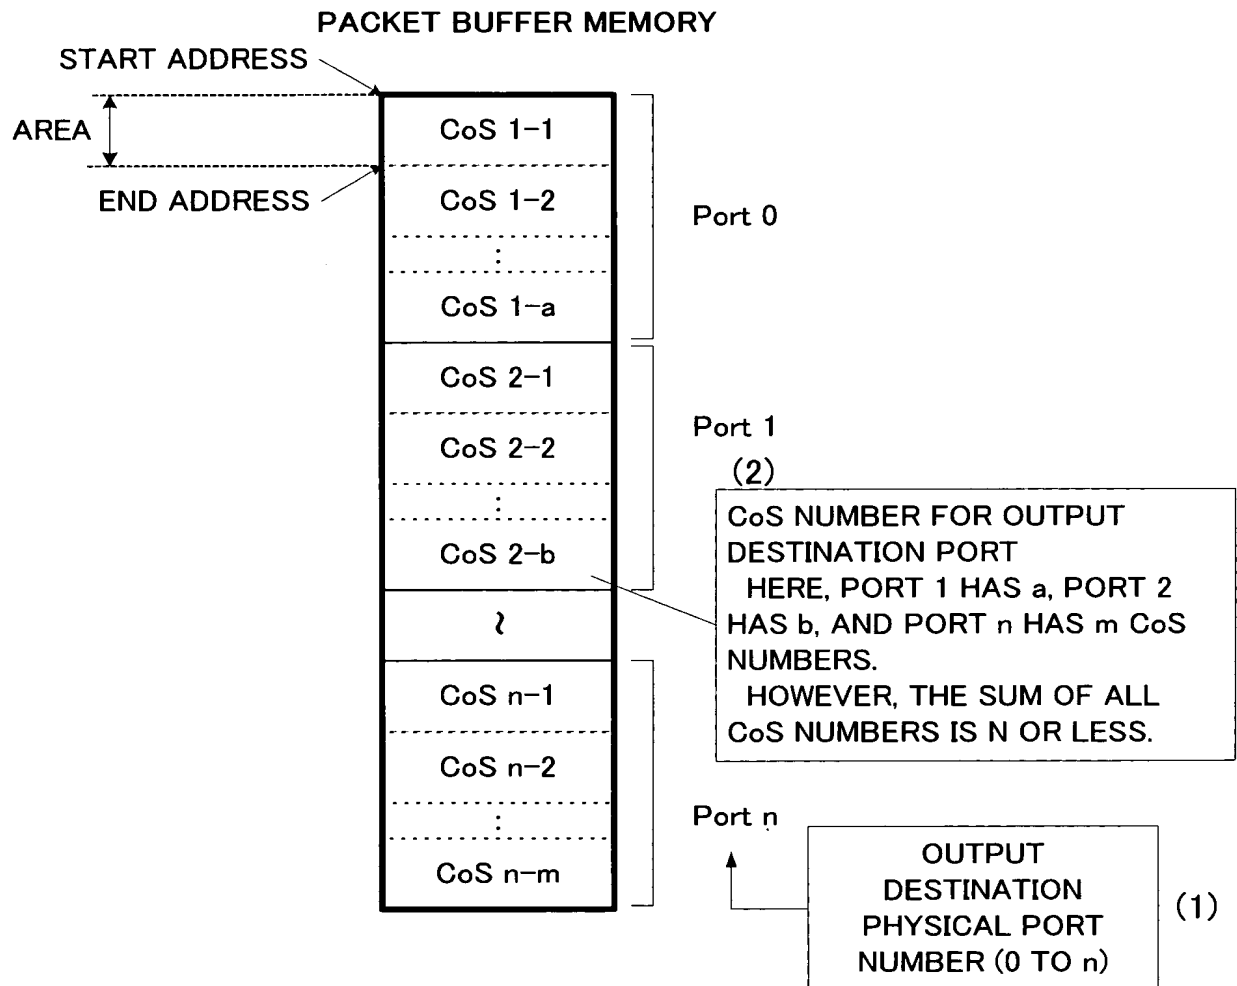 PACKET BUFFER MEMORY
START ADDRESS
AREA
END ADDRESS
CoS 1-1
CoS 1-2
⋮
CoS 1-a
Port 0
CoS 2-1
CoS 2-2
⋮
CoS 2-b
Port 1
(2)
CoS NUMBER FOR OUTPUT
DESTINATION PORT
HERE, PORT 1 HAS a, PORT 2
HAS b, AND PORT n HAS m CoS
NUMBERS.
HOWEVER, THE SUM OF ALL
CoS NUMBERS IS N OR LESS.
~
CoS n-1
CoS n-2
⋮
CoS n-m
Port n
OUTPUT
DESTINATION
PHYSICAL PORT
NUMBER (0 TO n)
(1)